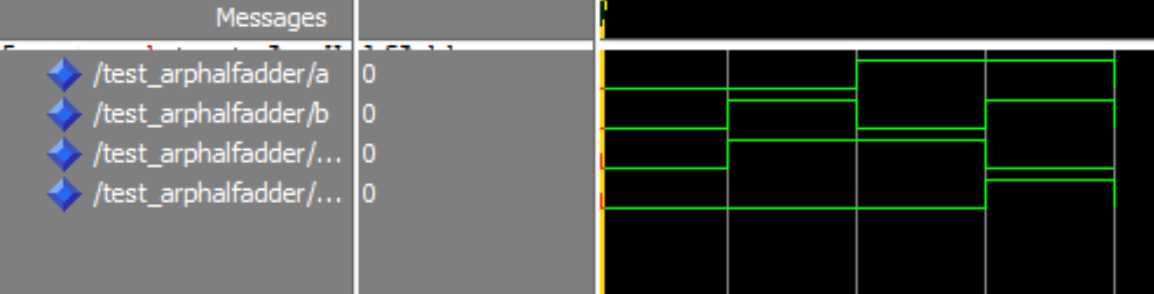 Messages
/test_arphalfadder/a 0
/test_arphalfadder/b 0
/test_arphalfadder/... 0
/test_arphalfadder/... 0